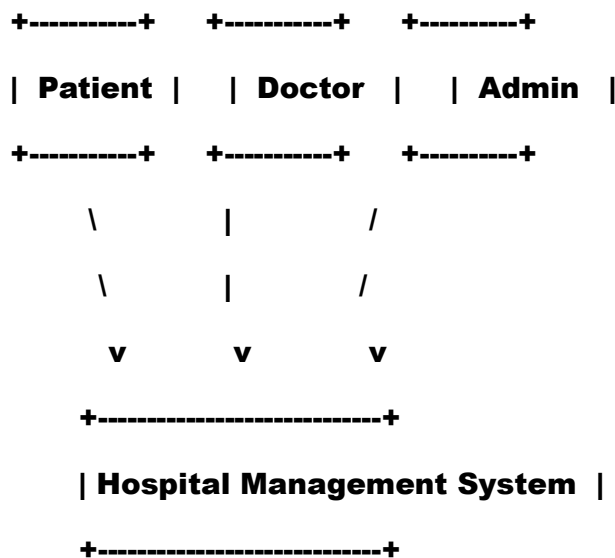 +-----------+ +-----------+ +----------+
| Patient | | Doctor | | Admin |
+-----------+ +-----------+ +----------+
\ | /
\ | /
v v v
+-----------------------------+
| Hospital Management System |
+-----------------------------+